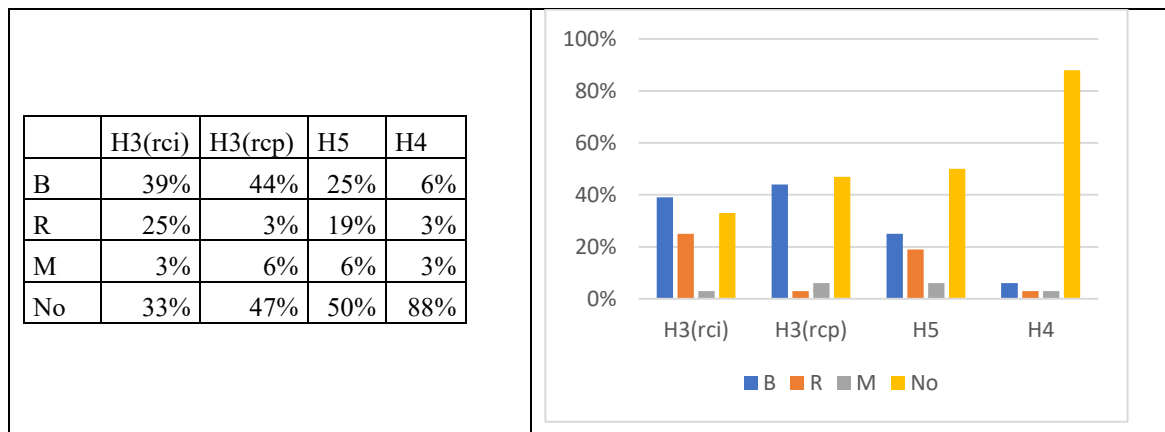 H3(rci) H3(rcp) H5 H4
B 39% 44% 25% 6%
R 25% 3% 19% 3%
M 3% 6% 6% 3%
No 33% 47% 50% 88%
100%
80%
60%
40%
20%
0%
H3(rci) H3(rcp) H5 H4
B R M No